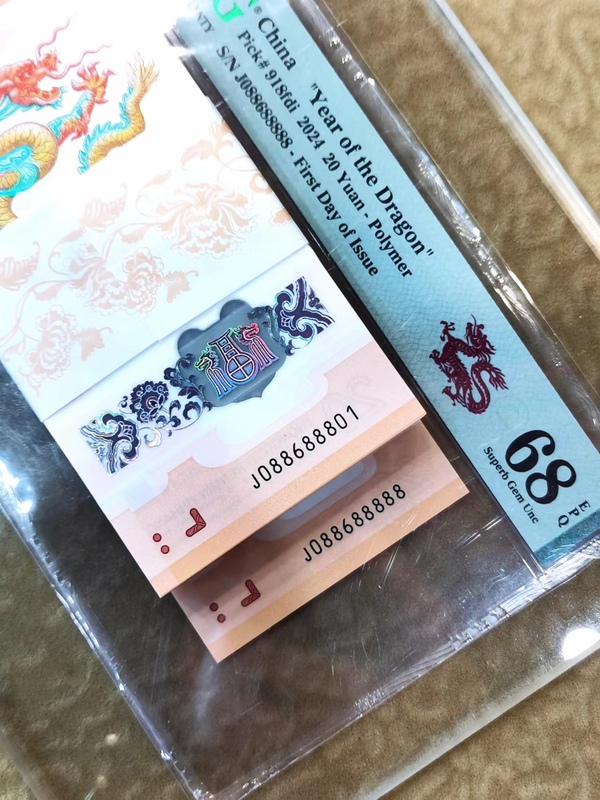 China "Year of the Dragon"
Pick# 918fdi 2024 20 Yuan - Polymer
S/N J088688888 - First Day of Issue
68 EPQ
Superb Gem Unc
J088688801
J088688888